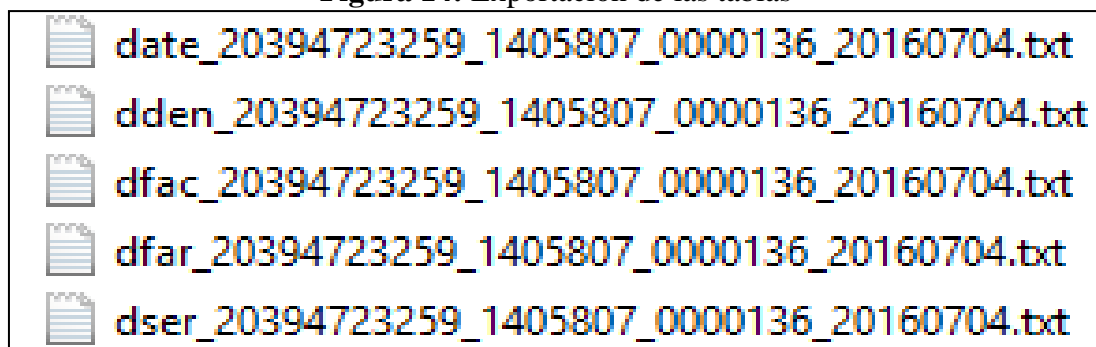 date_20394723259_1405807_0000136_20160704.txt
dden_20394723259_1405807_0000136_20160704.txt
dfac_20394723259_1405807_0000136_20160704.txt
dfar_20394723259_1405807_0000136_20160704.txt
dser_20394723259_1405807_0000136_20160704.txt